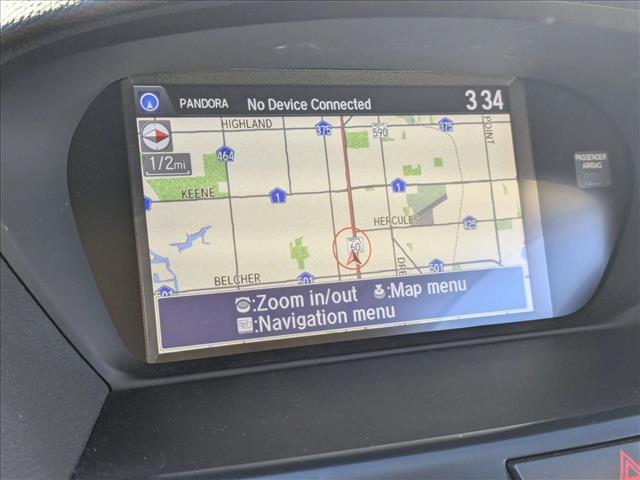 PANDORA No Device Connected 3 34
HIGHLAND 375 590 375 POINT
464
1/2mi
KEENE 1 1
HERCULES
425
60
DRE
BELCHER 501 501
501
:Zoom in/out :Map menu
:Navigation menu
PASSENGER
AIRBAG